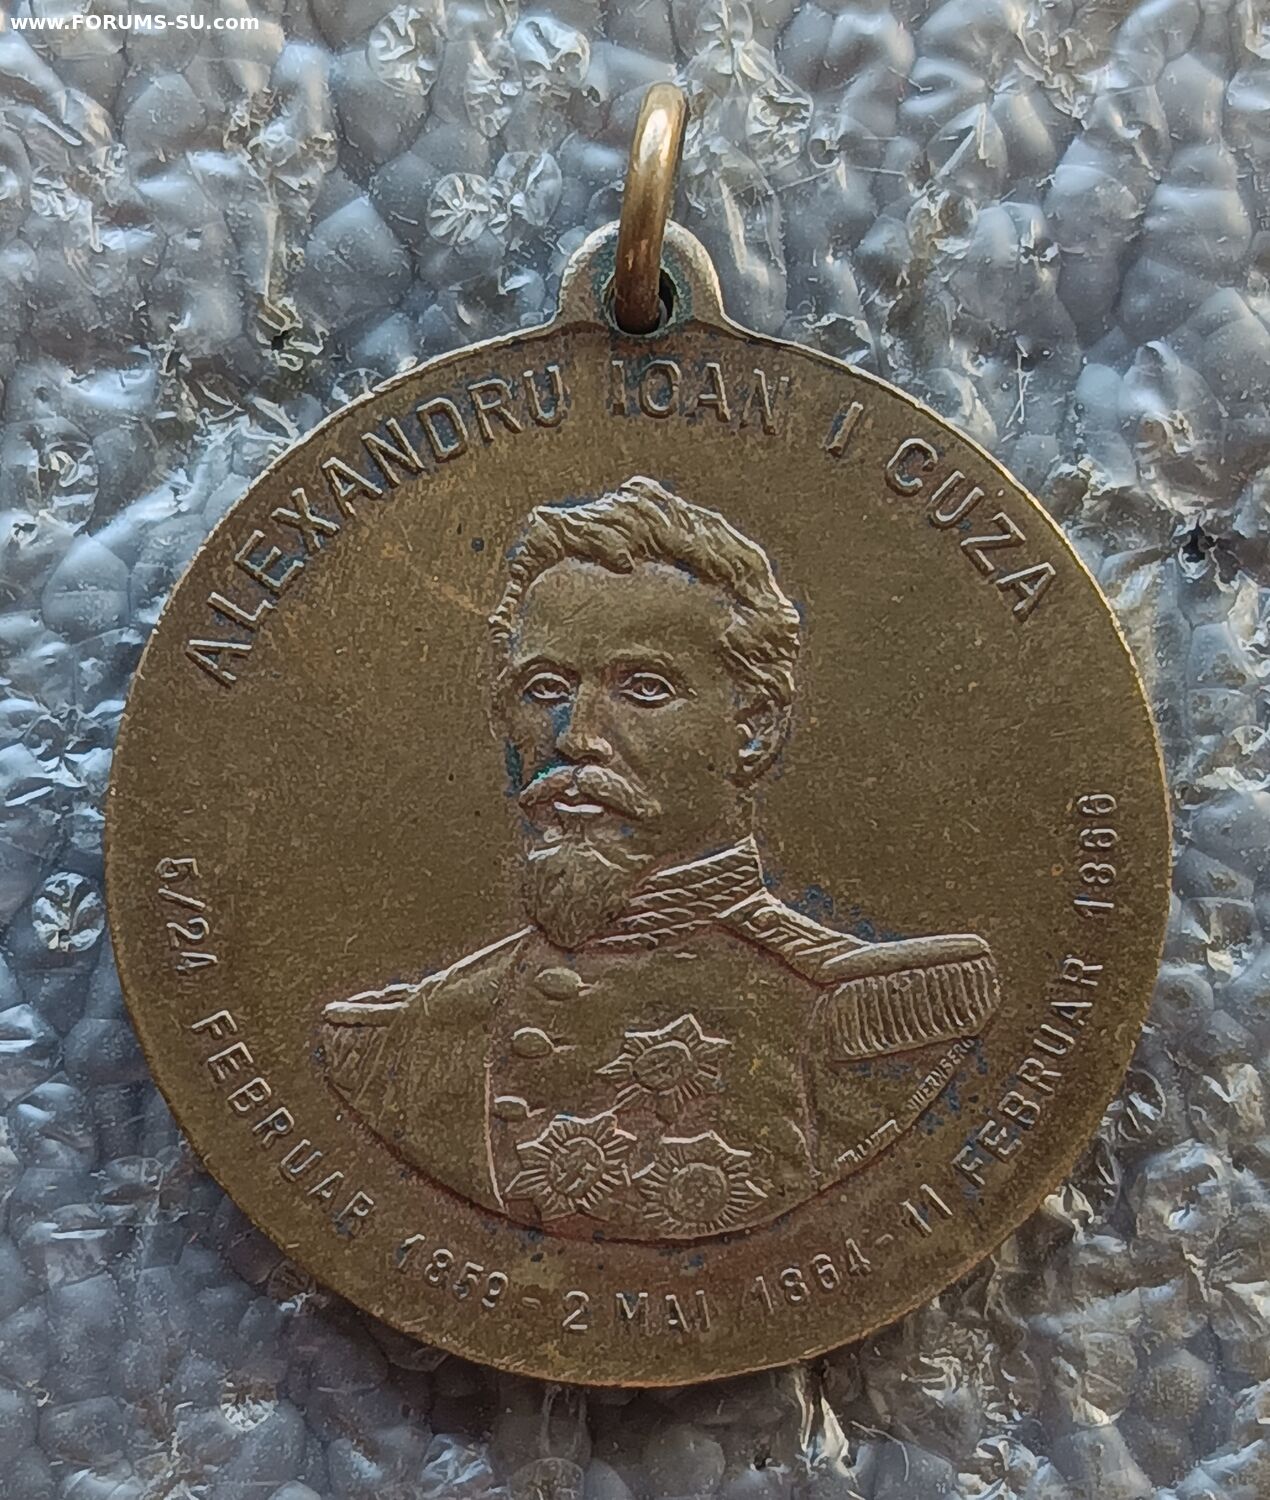 www.FORUMS-SU.com
ALEXANDRU IOAN I CUZA
5/24 FEBRUAR 1859 - 2 MAI 1864 - 11 FEBRUAR 1866